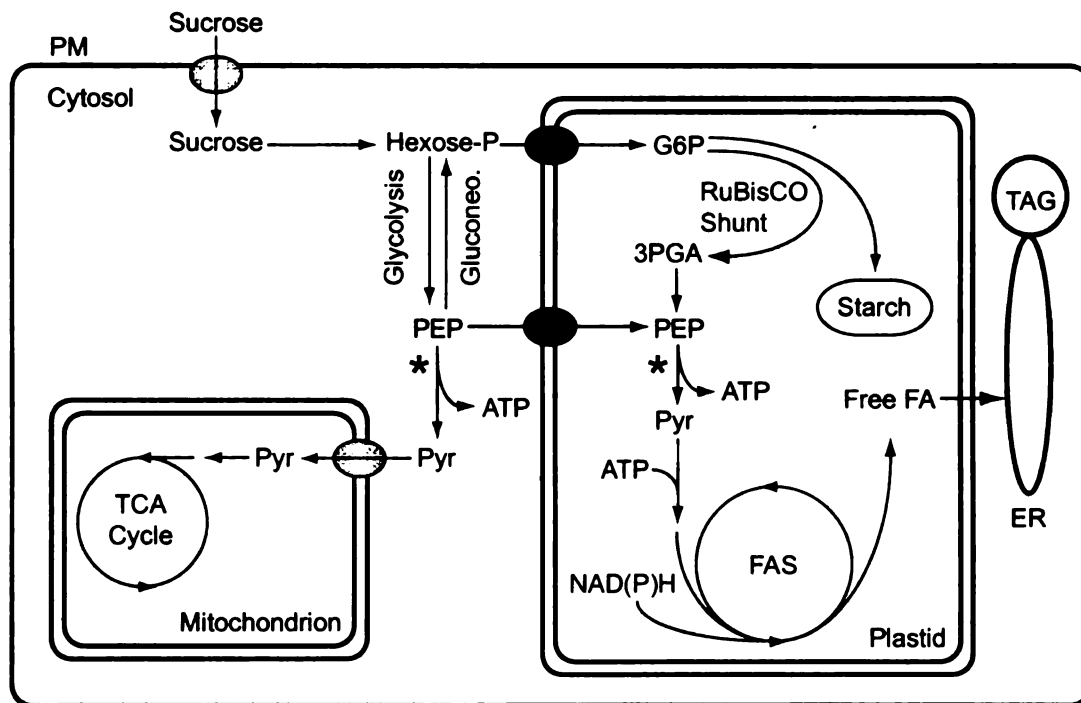 Sucrose
PM
Cytosol
Sucrose
Hexose-P
G6P
Glycolysis
Gluconeo.
RuBisCO
Shunt
3PGA
TAG
Starch
PEP
PEP
*
*
ATP
ATP
Free FA
Pyr
Pyr
Pyr
ATP
TCA
Cycle
ER
FAS
NAD(P)H
Mitochondrion
Plastid